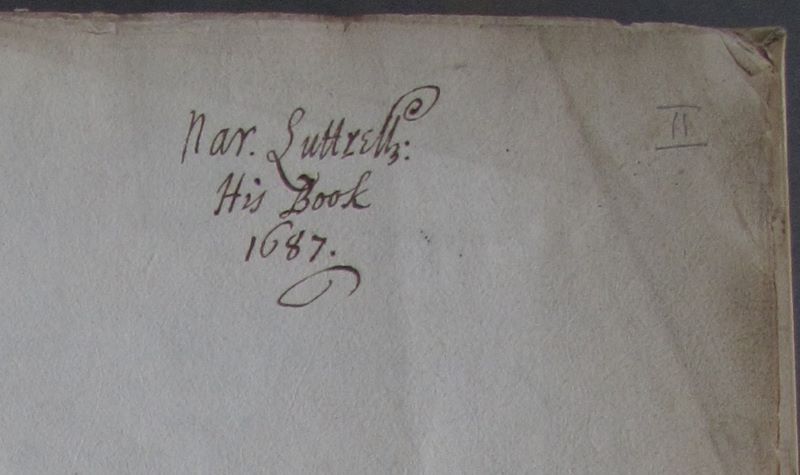 Nar. Luttrell:
His Book
1687.
II